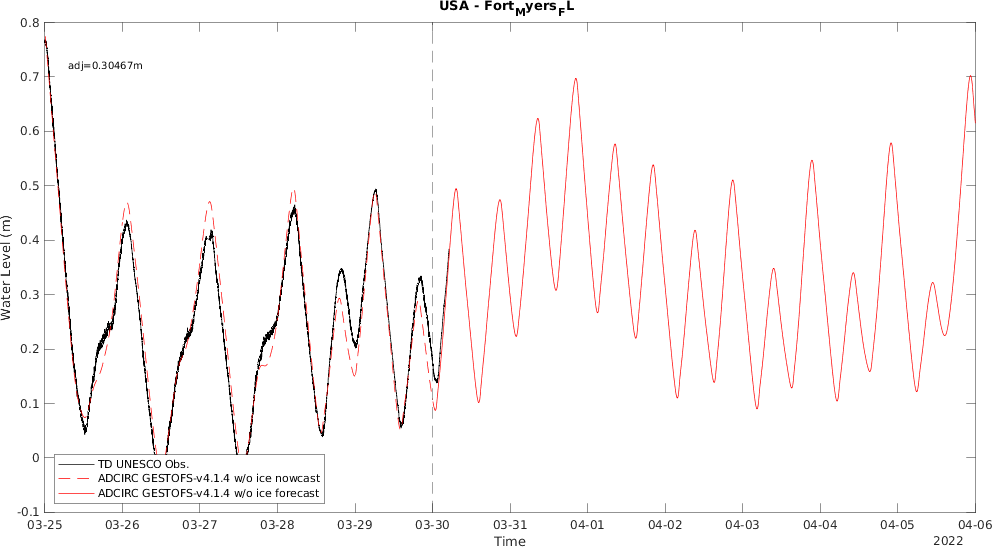 USA - Fort_Myers_FL
adj=0.30467m
0.8
0.7
0.6
0.5
0.4
0.3
0.2
0.1
0
-0.1
Water Level (m)
TD UNESCO Obs.
ADCIRC GESTOFS-v4.1.4 w/o ice nowcast
ADCIRC GESTOFS-v4.1.4 w/o ice forecast
03-25 03-26 03-27 03-28 03-29 03-30 03-31 04-01 04-02 04-03 04-04 04-05 04-06
Time
2022